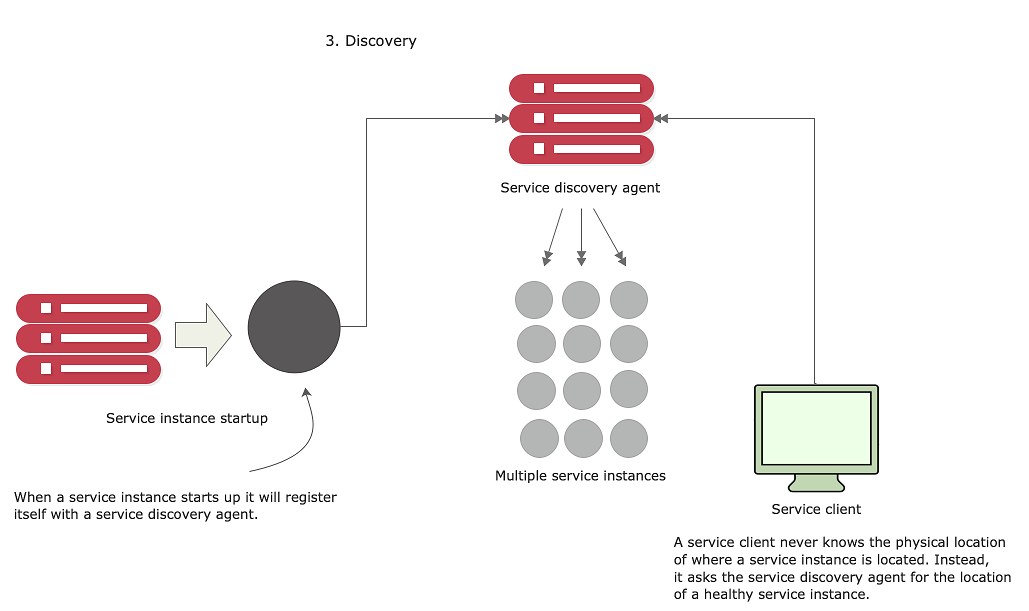 3. Discovery
Service discovery agent
Service instance startup
Multiple service instances
When a service instance starts up it will register
itself with a service discovery agent.
Service client
A service client never knows the physical location
of where a service instance is located. Instead,
it asks the service discovery agent for the location
of a healthy service instance.